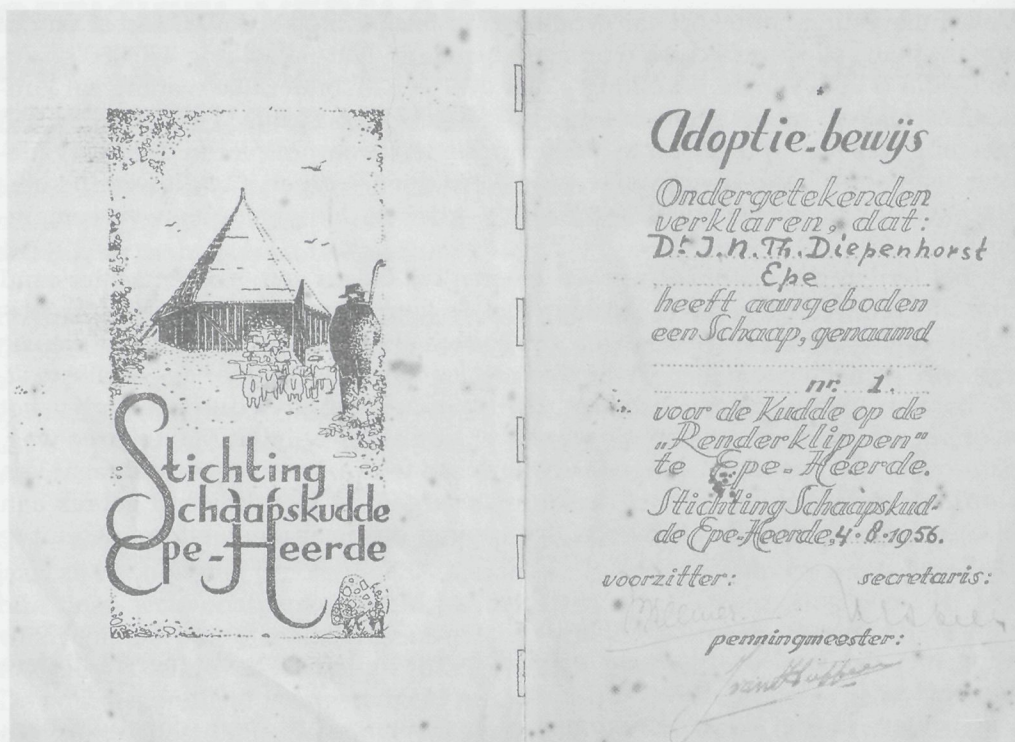 Stichting
Schaapskudde
Epe-Heerde
Adoptie-bewijs
Ondergetekenden
verklaren, dat:
Dr. J.N.Th. Diepenhorst
Epe
heeft aangeboden
een Schaap, genaamd
nr. 1
voor de Kudde op de
„Renderklippen"
te Epe-Heerde.
Stichting Schaapskud-
de Epe-Heerde, 4-8-1956.
voorzitter: secretaris:
penningmeester: